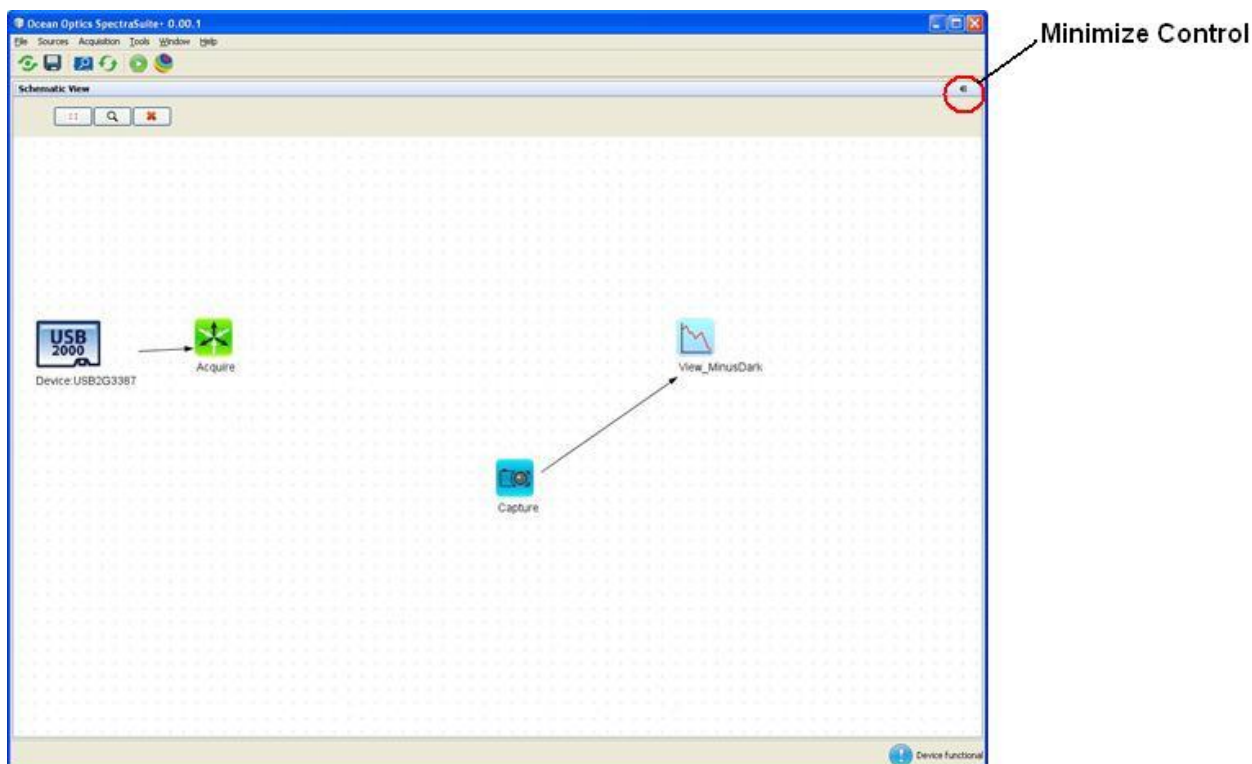 Ocean Optics SpectraSuite - 0.00.1
Minimize Control
File Sources Acquisition Tools Window Help
Schematic View
USB
2000
Device:USB2G3387
Acquire
View_MinusDark
Capture
Device functional